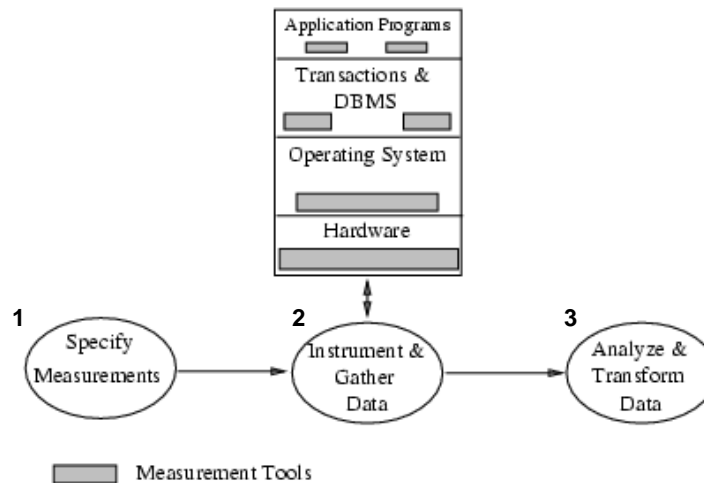 Application Programs
Transactions &
DBMS
Operating System
Hardware
1
Specify
Measurements
2
Instrument &
Gather
Data
3
Analyze &
Transform
Data
Measurement Tools